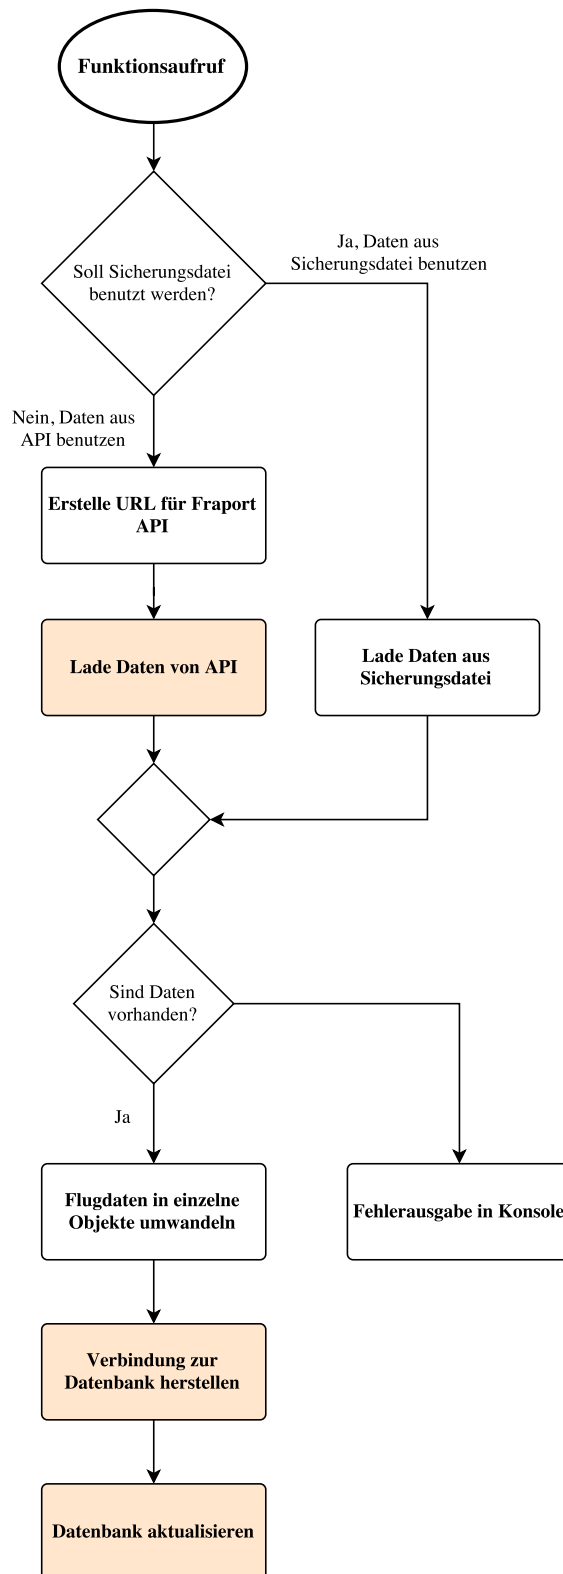 Funktionsaufruf
Soll Sicherungsdatei
benutzt werden?
Ja, Daten aus
Sicherungsdatei benutzen
Nein, Daten aus
API benutzen
Erstelle URL für Fraport
API
Lade Daten von API
Lade Daten aus
Sicherungsdatei
Sind Daten
vorhanden?
Ja
Flugdaten in einzelne
Objekte umwandeln
Fehlerausgabe in Konsole
Verbindung zur
Datenbank herstellen
Datenbank aktualisieren